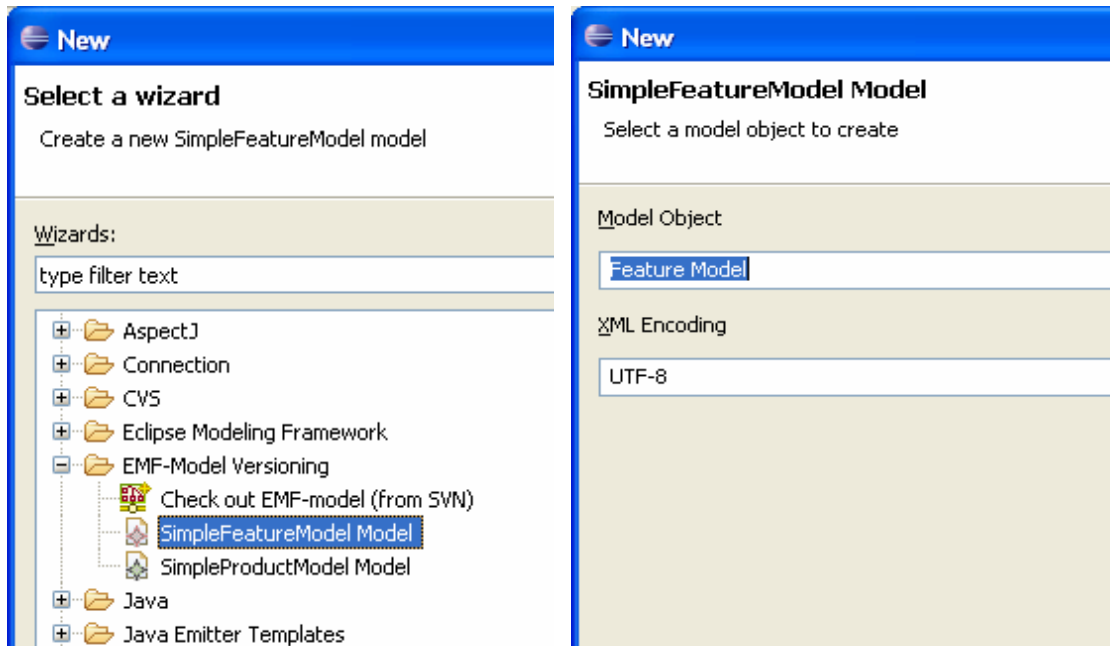 New
Select a wizard
Create a new SimpleFeatureModel model
Wizards:
type filter text
AspectJ
Connection
CVS
Eclipse Modeling Framework
EMF-Model Versioning
Check out EMF-model (from SVN)
SimpleFeatureModel Model
SimpleProductModel Model
Java
Java Emitter Templates
New
SimpleFeatureModel Model
Select a model object to create
Model Object
Feature Model
XML Encoding
UTF-8